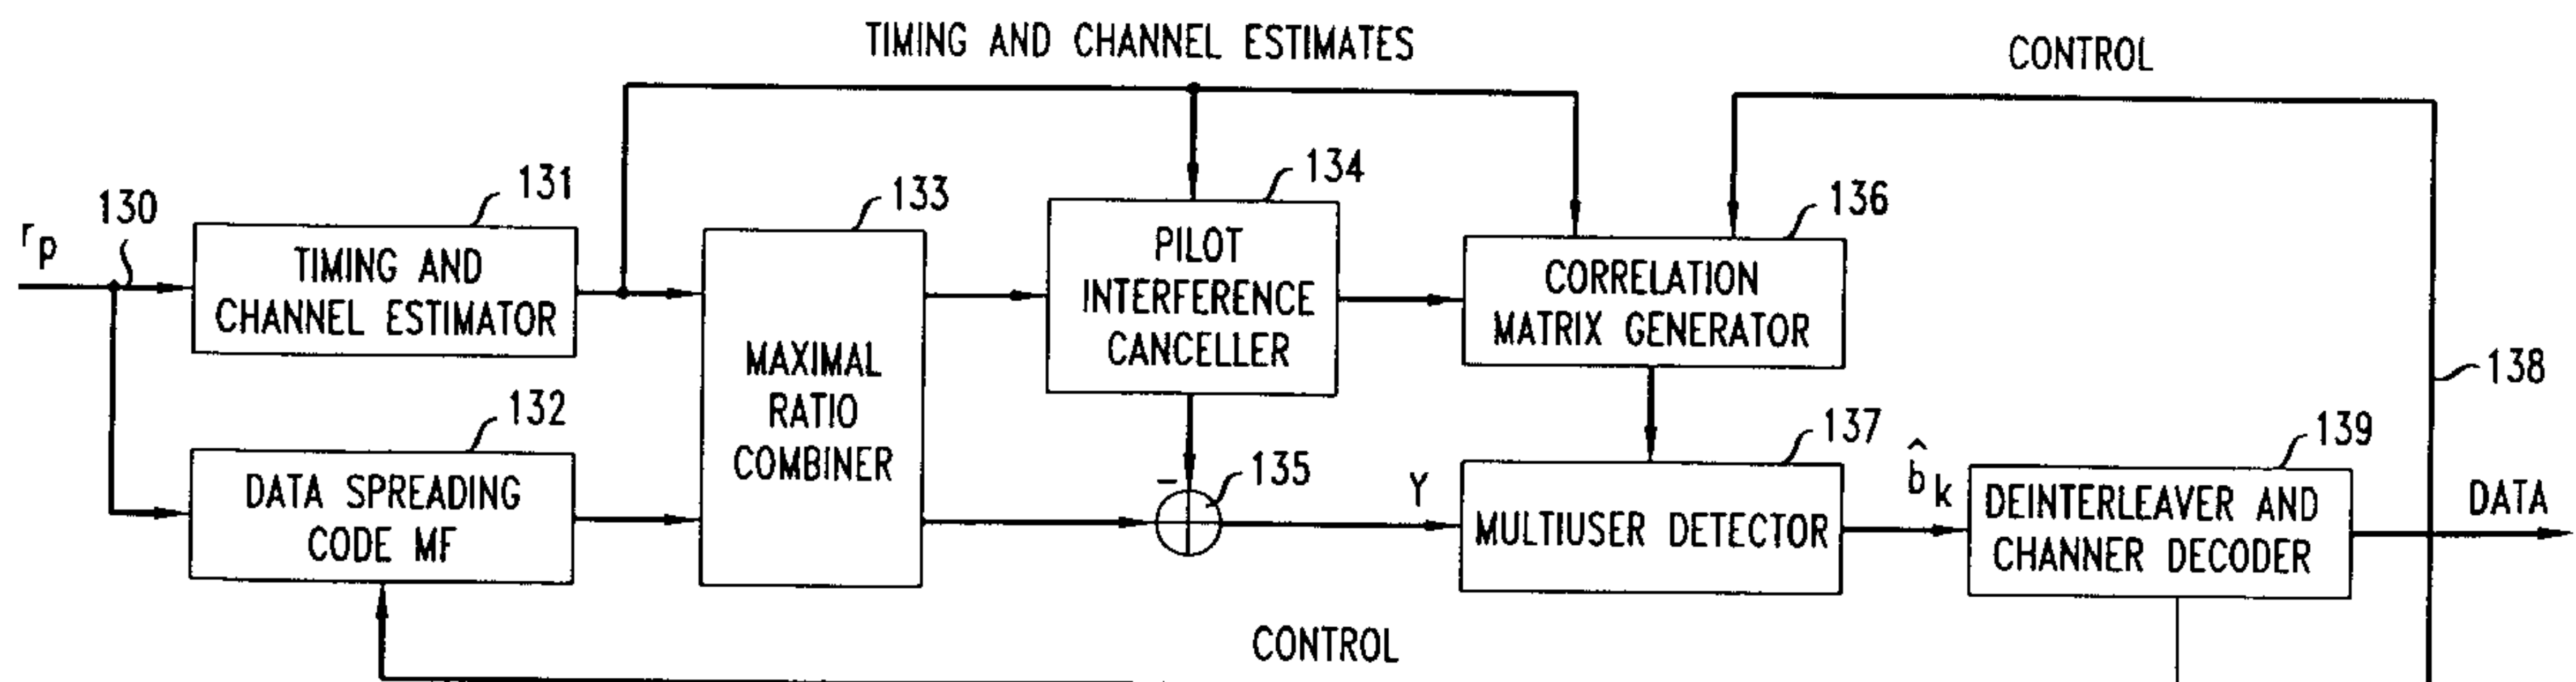 TIMING AND CHANNEL ESTIMATES
CONTROL
r_p
130
131
TIMING AND
CHANNEL ESTIMATOR
132
DATA SPREADING
CODE MF
133
MAXIMAL
RATIO
COMBINER
134
PILOT
INTERFERENCE
CANCELLER
-
135
136
CORRELATION
MATRIX GENERATOR
Y
137
MULTIUSER DETECTOR
b̂_k
139
DEINTERLEAVER AND
CHANNER DECODER
138
DATA
CONTROL